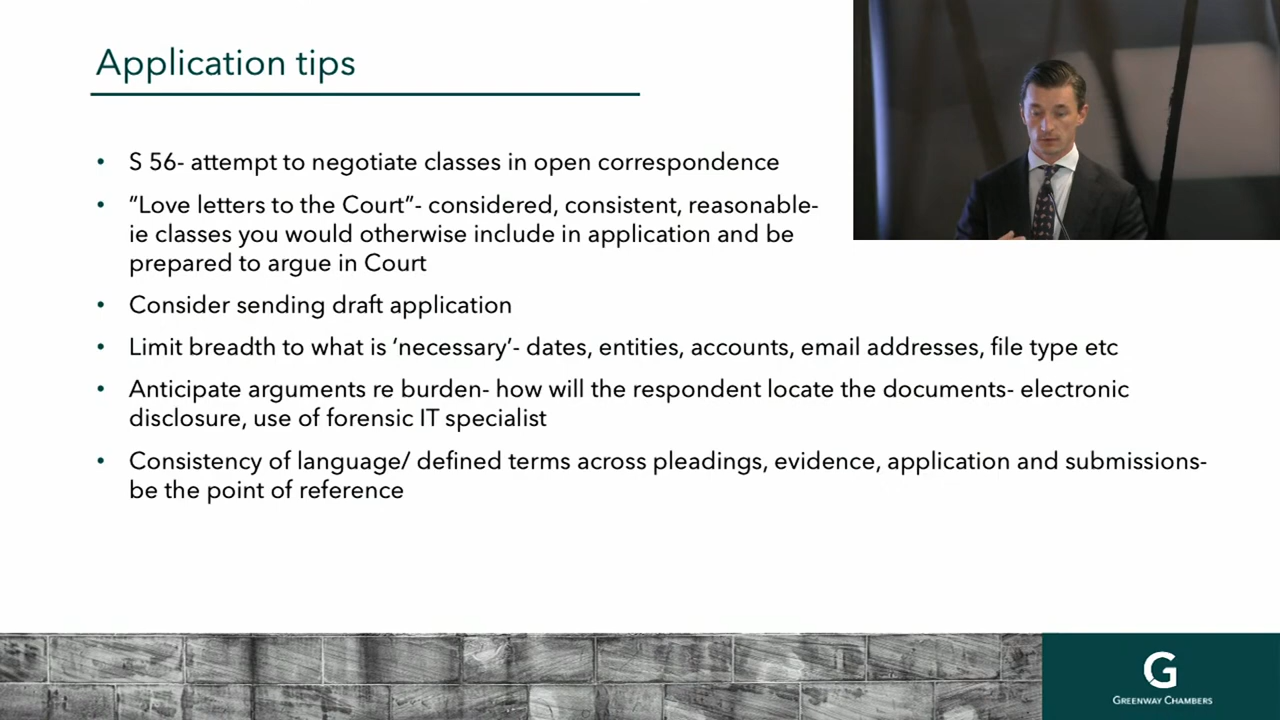 Application tips
• S 56- attempt to negotiate classes in open correspondence
• “Love letters to the Court”- considered, consistent, reasonable-
ie classes you would otherwise include in application and be
prepared to argue in Court
• Consider sending draft application
• Limit breadth to what is ‘necessary’- dates, entities, accounts, email addresses, file type etc
• Anticipate arguments re burden- how will the respondent locate the documents- electronic
disclosure, use of forensic IT specialist
• Consistency of language/ defined terms across pleadings, evidence, application and submissions-
be the point of reference
G
GREENWAY CHAMBERS